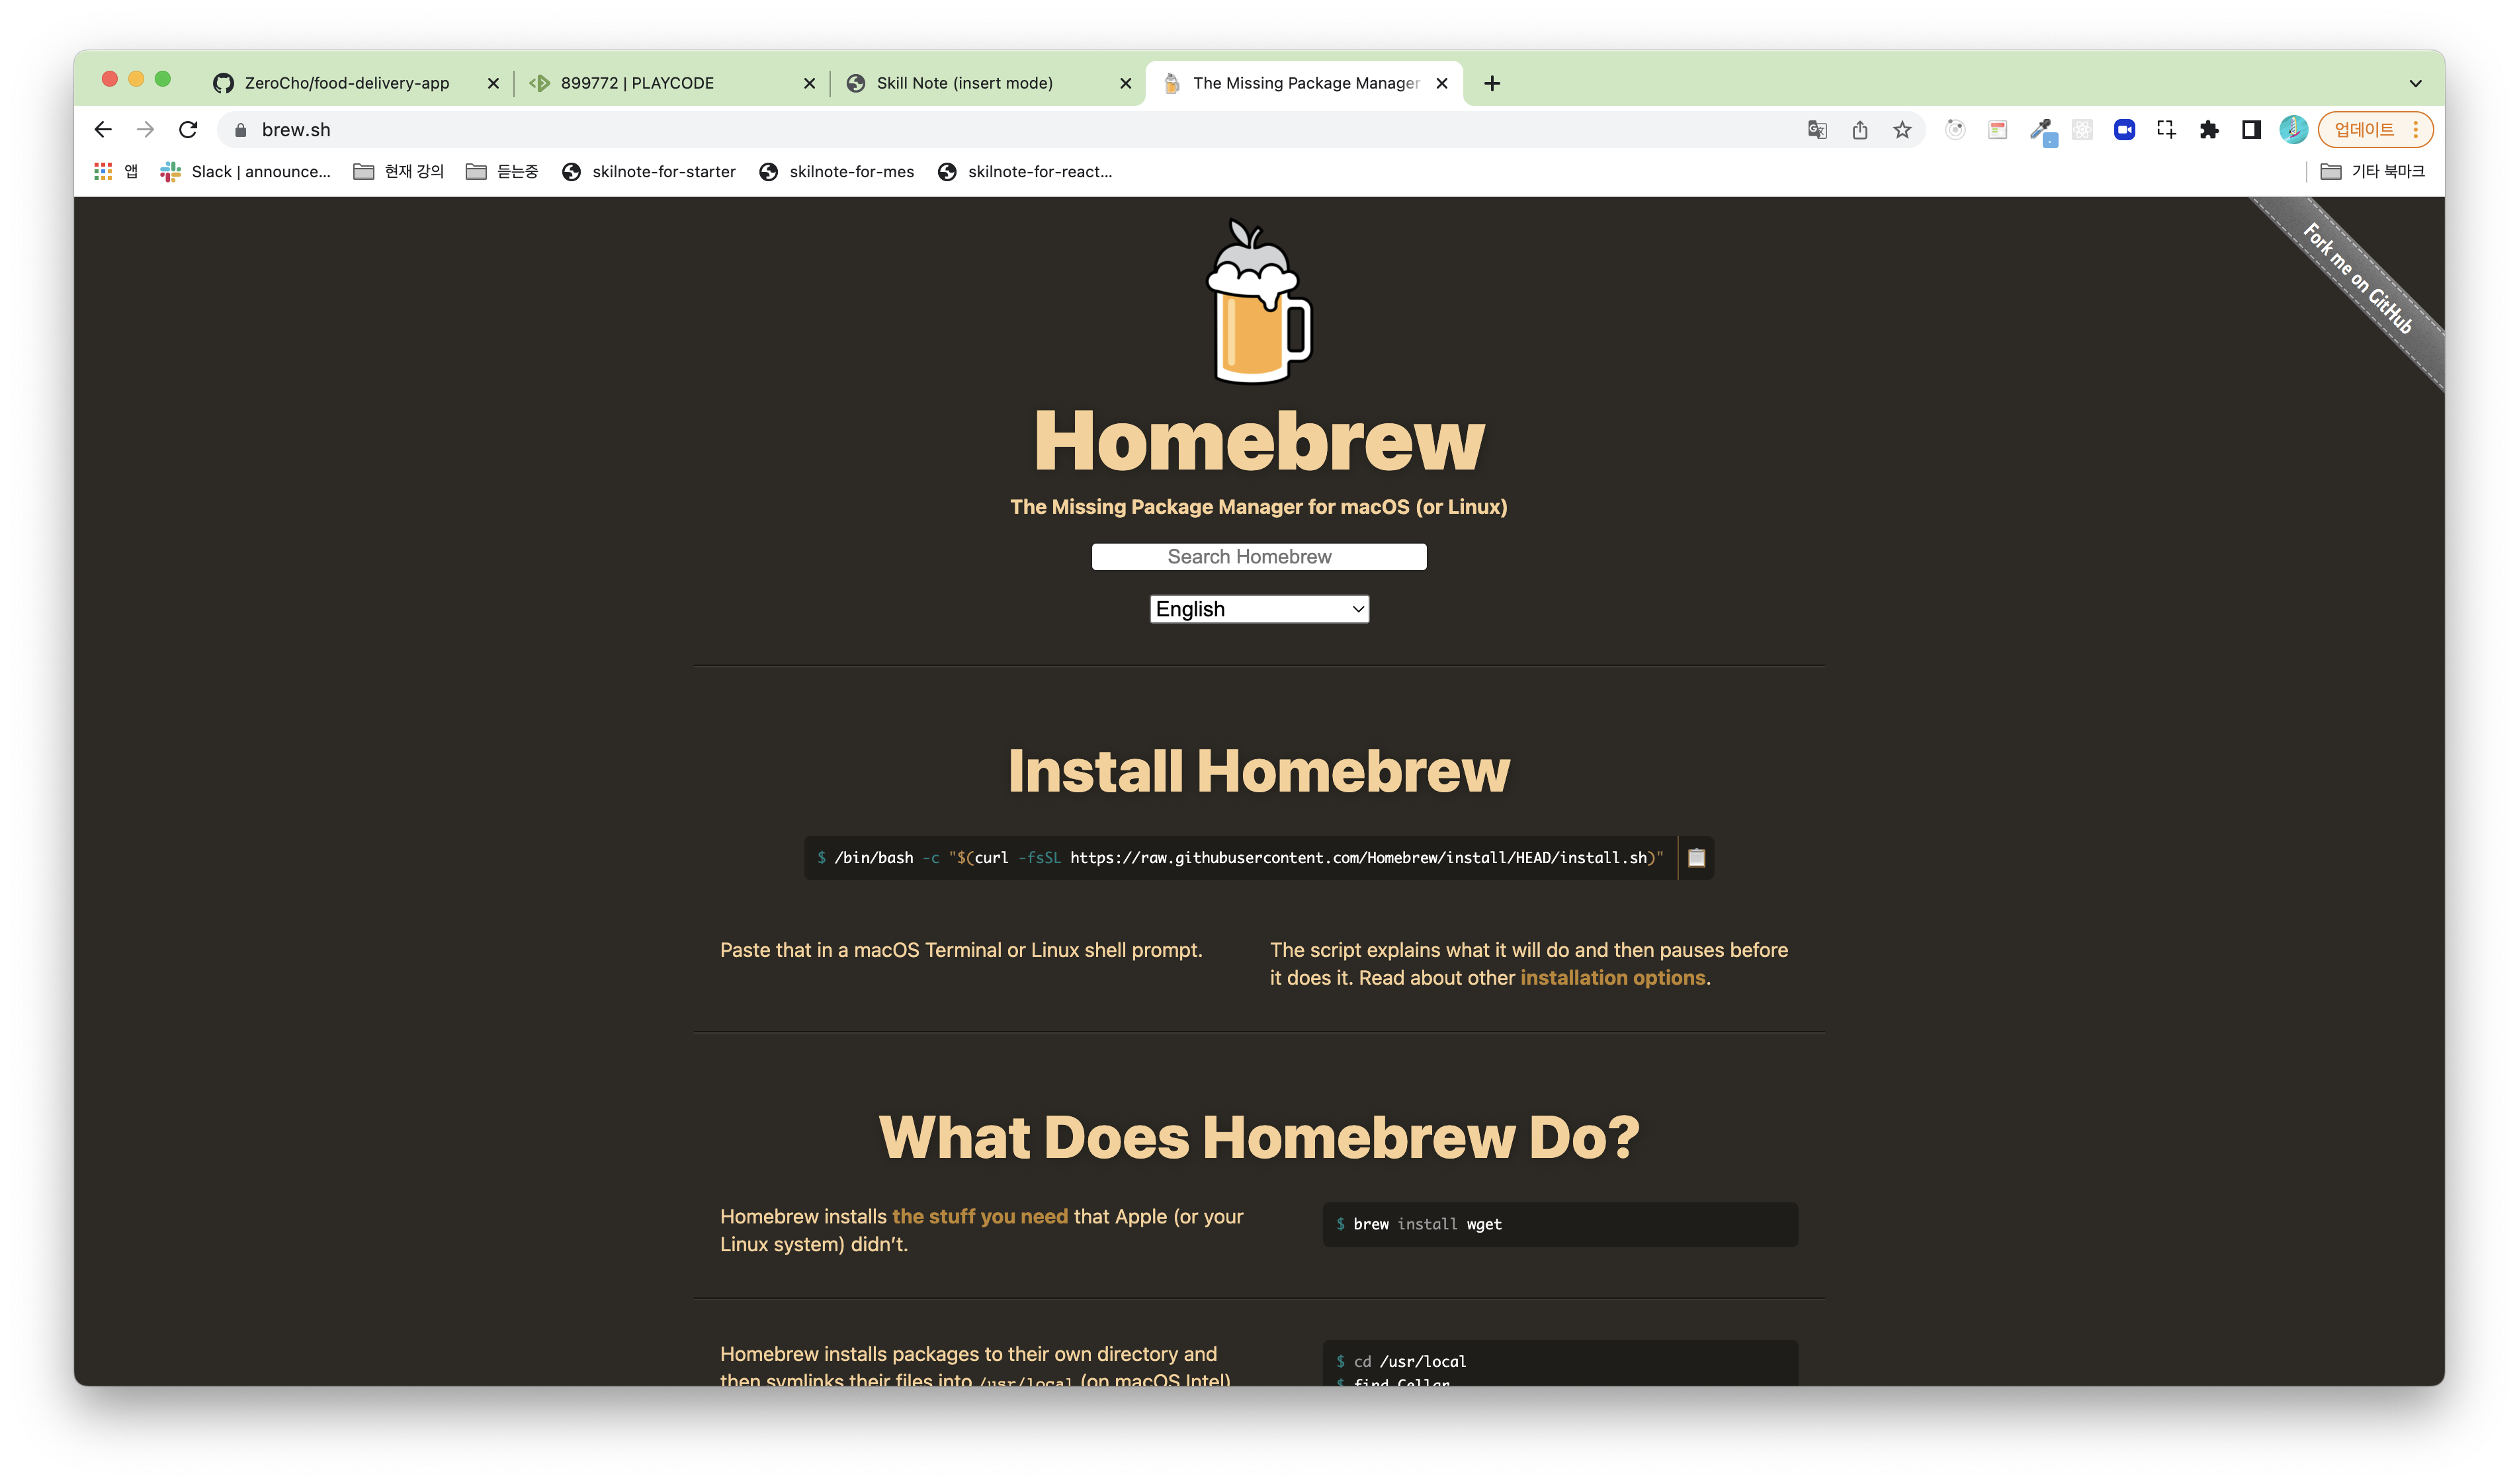 ZeroCho/food-delivery-app
899772 | PLAYCODE
Skill Note (insert mode)
The Missing Package Manager
brew.sh
업데이트
앱
Slack | announce...
현재 강의
듣는중
skilnote-for-starter
skilnote-for-mes
skilnote-for-react...
기타 북마크
Fork me on GitHub
Homebrew
The Missing Package Manager for macOS (or Linux)
Search Homebrew
English
Install Homebrew
$ /bin/bash -c "$(curl -fsSL https://raw.githubusercontent.com/Homebrew/install/HEAD/install.sh)"
Paste that in a macOS Terminal or Linux shell prompt.
The script explains what it will do and then pauses before
it does it. Read about other installation options.
What Does Homebrew Do?
Homebrew installs the stuff you need that Apple (or your
Linux system) didn’t.
$ brew install wget
Homebrew installs packages to their own directory and
then symlinks their files into /usr/local (on macOS Intel)
$ cd /usr/local
$ find Cellar